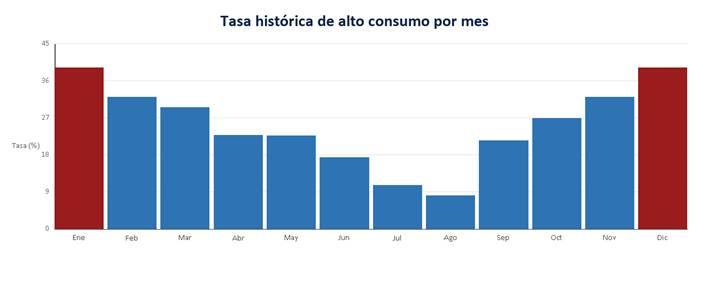 Tasa histórica de alto consumo por mes
45
36
27
Tasa (%)
18
9
0
Ene Feb Mar Abr May Jun Jul Ago Sep Oct Nov Dic